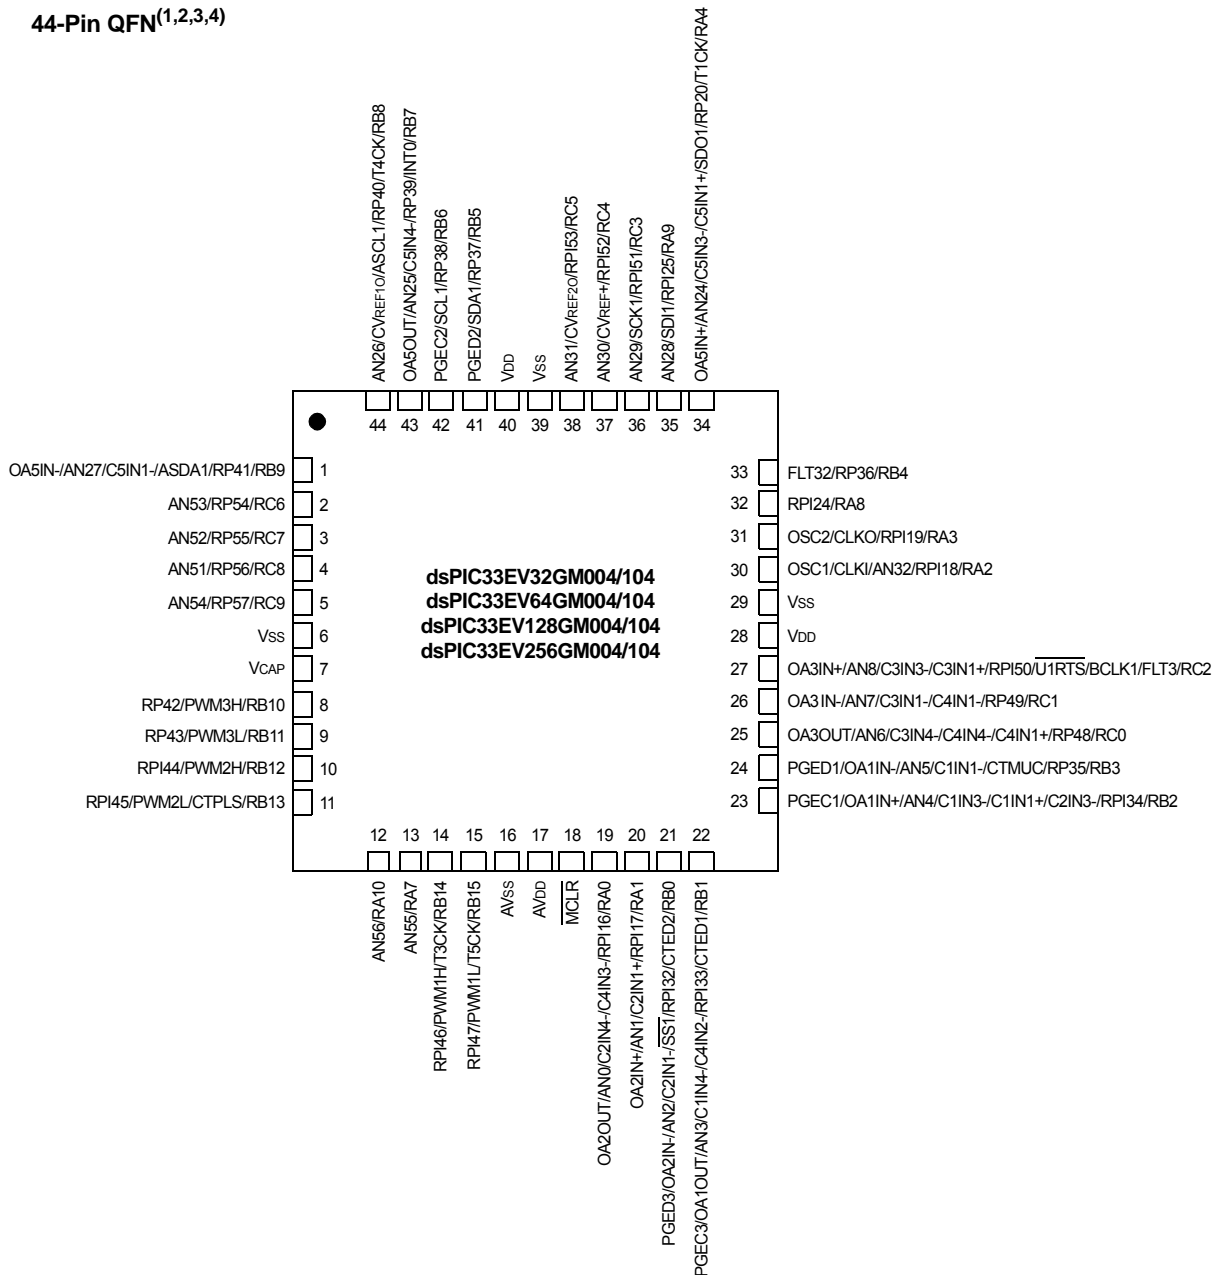 44-Pin QFN(1,2,3,4)
AN26/CVREF1O/ASCL1/RP40/T4CK/RB8
OA5OUT/AN25/C5IN4-/RP39/INT0/RB7
PGEC2/SCL1/RP38/RB6
PGED2/SDA1/RP37/RB5
VDD
VSS
AN31/CVREF2O/RPI53/RC5
AN30/CVREF+/RPI52/RC4
AN29/SCK1/RPI51/RC3
AN28/SDI1/RPI25/RA9
OA5IN+/AN24/C5IN3-/C5IN1+/SDO1/RP20/T1CK/RA4
44 43 42 41 40 39 38 37 36 35 34
OA5IN-/AN27/C5IN1-/ASDA1/RP41/RB9 1
AN53/RP54/RC6 2
AN52/RP55/RC7 3
AN51/RP56/RC8 4
AN54/RP57/RC9 5
VSS 6
VCAP 7
RP42/PWM3H/RB10 8
RP43/PWM3L/RB11 9
RPI44/PWM2H/RB12 10
RPI45/PWM2L/CTPLS/RB13 11
dsPIC33EV32GM004/104
dsPIC33EV64GM004/104
dsPIC33EV128GM004/104
dsPIC33EV256GM004/104
33 FLT32/RP36/RB4
32 RPI24/RA8
31 OSC2/CLKO/RPI19/RA3
30 OSC1/CLKI/AN32/RPI18/RA2
29 VSS
28 VDD
27 OA3IN+/AN8/C3IN3-/C3IN1+/RPI50/U1RTS/BCLK1/FLT3/RC2
26 OA3IN-/AN7/C3IN1-/C4IN1-/RP49/RC1
25 OA3OUT/AN6/C3IN4-/C4IN4-/C4IN1+/RP48/RC0
24 PGED1/OA1IN-/AN5/C1IN1-/CTMUC/RP35/RB3
23 PGEC1/OA1IN+/AN4/C1IN3-/C1IN1+/C2IN3-/RPI34/RB2
12 13 14 15 16 17 18 19 20 21 22
AN56/RA10
AN55/RA7
RPI46/PWM1H/T3CK/RB14
RPI47/PWM1L/T5CK/RB15
AVSS
AVDD
MCLR
OA2OUT/AN0/C2IN4-/C4IN3-/RPI16/RA0
OA2IN+/AN1/C2IN1+/RPI17/RA1
PGED3/OA2IN-/AN2/C2IN1-/SS1/RPI32/CTED2/RB0
PGEC3/OA1OUT/AN3/C1IN4-/C4IN2-/RPI33/CTED1/RB1